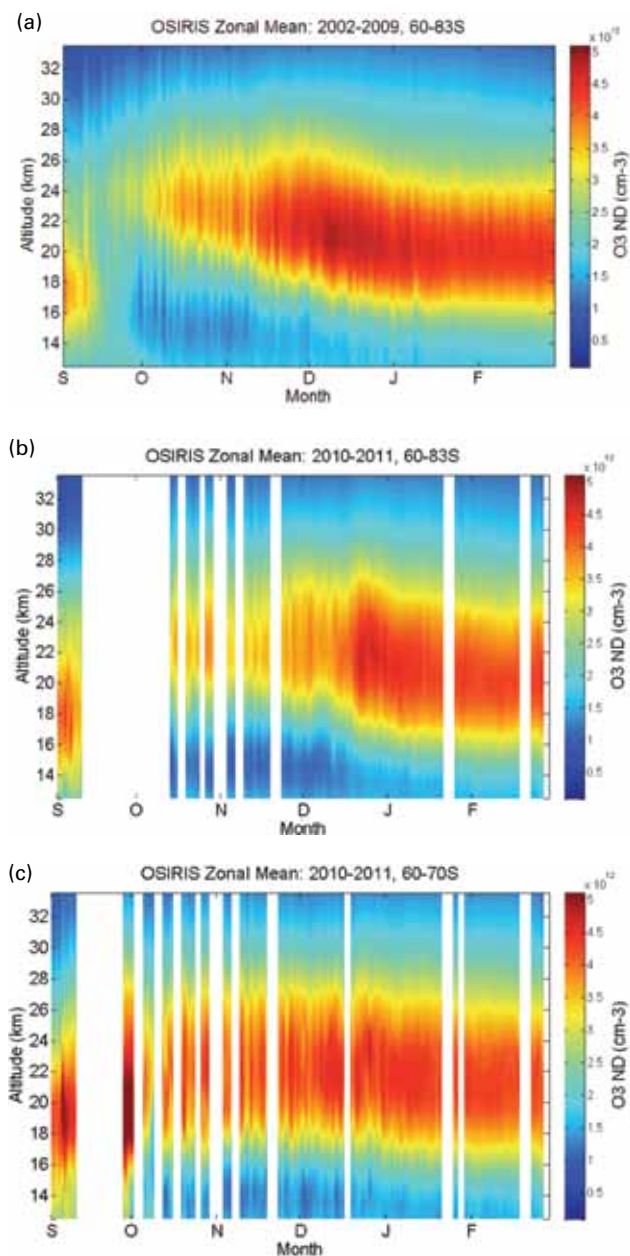 (a)
OSIRIS Zonal Mean: 2002-2009, 60-83S
x 10¹²
Altitude (km)
32
30
28
26
24
22
20
18
16
14
S O N D J F
Month
5
4.5
4
3.5
3
2.5
2
1.5
1
0.5
O3 ND (cm-3)
(b)
OSIRIS Zonal Mean: 2010-2011, 60-83S
x 10¹²
Altitude (km)
32
30
28
26
24
22
20
18
16
14
S O N D J F
Month
5
4.5
4
3.5
3
2.5
2
1.5
1
0.5
O3 ND (cm-3)
(c)
OSIRIS Zonal Mean: 2010-2011, 60-70S
x 10¹²
Altitude (km)
32
30
28
26
24
22
20
18
16
14
S O N D J F
Month
5
4.5
4
3.5
3
2.5
2
1.5
1
0.5
O3 ND (cm-3)